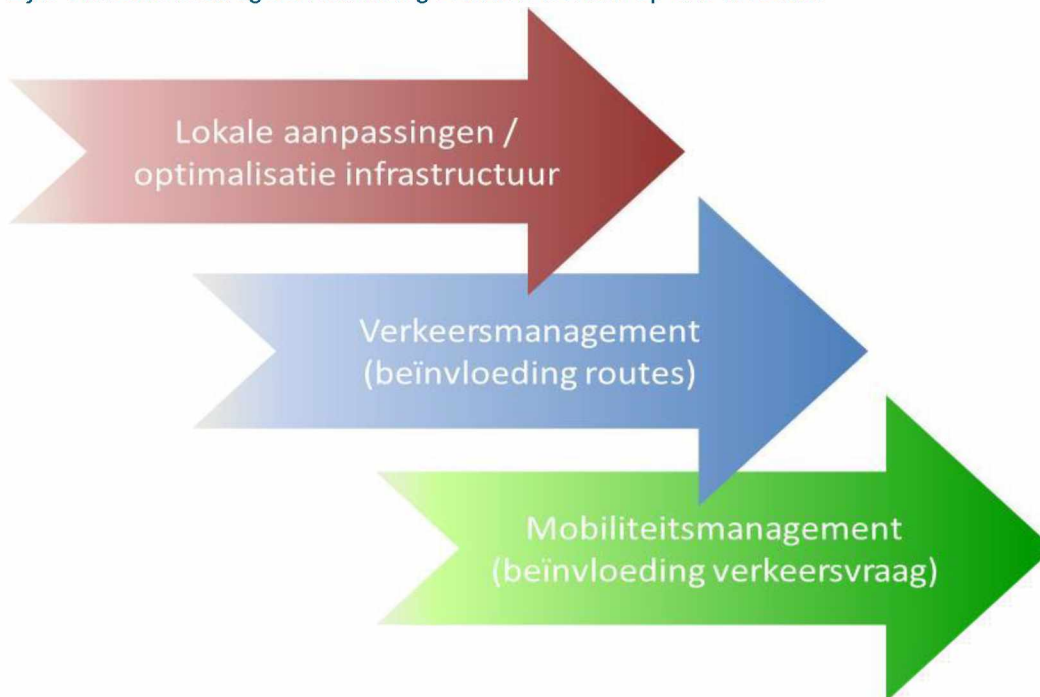 Lokale aanpassingen /
optimalisatie infrastructuur
Verkeersmanagement
(beïnvloeding routes)
Mobiliteitsmanagement
(beïnvloeding verkeersvraag)